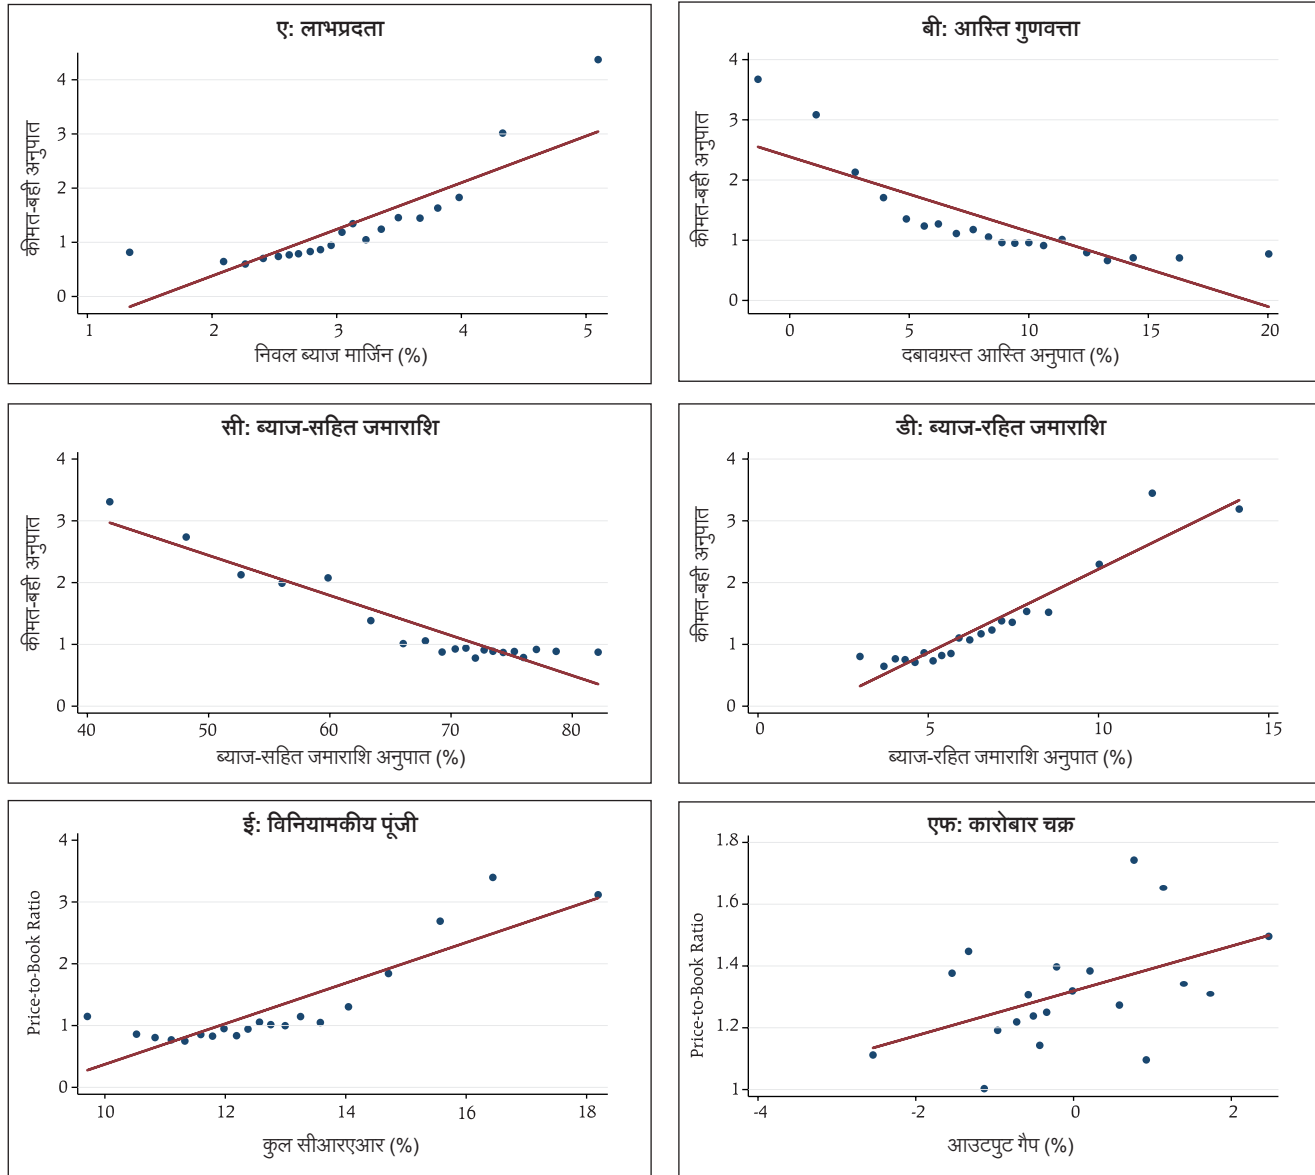 ए: लाभप्रदता
कीमत-बही अनुपात
4
3
2
1
0
1 2 3 4 5
निवल ब्याज मार्जिन (%)
बी: आस्ति गुणवत्ता
कीमत-बही अनुपात
4
3
2
1
0
0 5 10 15 20
दबावग्रस्त आस्ति अनुपात (%)
सी: ब्याज-सहित जमाराशि
कीमत-बही अनुपात
4
3
2
1
0
40 50 60 70 80
ब्याज-सहित जमाराशि अनुपात (%)
डी: ब्याज-रहित जमाराशि
कीमत-बही अनुपात
4
3
2
1
0
0 5 10 15
ब्याज-रहित जमाराशि अनुपात (%)
ई: विनियामकीय पूंजी
Price-to-Book Ratio
4
3
2
1
0
10 12 14 16 18
कुल सीआरएआर (%)
एफ: कारोबार चक्र
Price-to-Book Ratio
1.8
1.6
1.4
1.2
1
-4 -2 0 2
आउटपुट गैप (%)